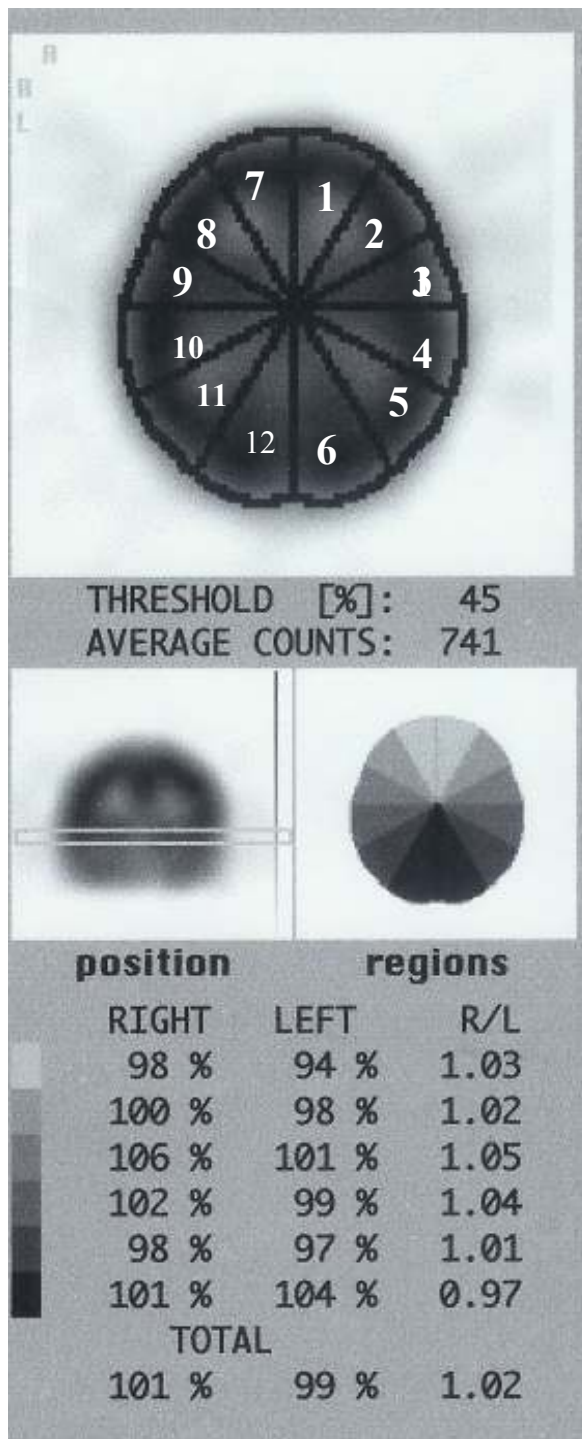 R
R
L
7 1
8 2
9 3
10 4
11 5
12 6
THRESHOLD [%]: 45
AVERAGE COUNTS: 741
position regions
RIGHT LEFT R/L
98 % 94 % 1.03
100 % 98 % 1.02
106 % 101 % 1.05
102 % 99 % 1.04
98 % 97 % 1.01
101 % 104 % 0.97
TOTAL
101 % 99 % 1.02